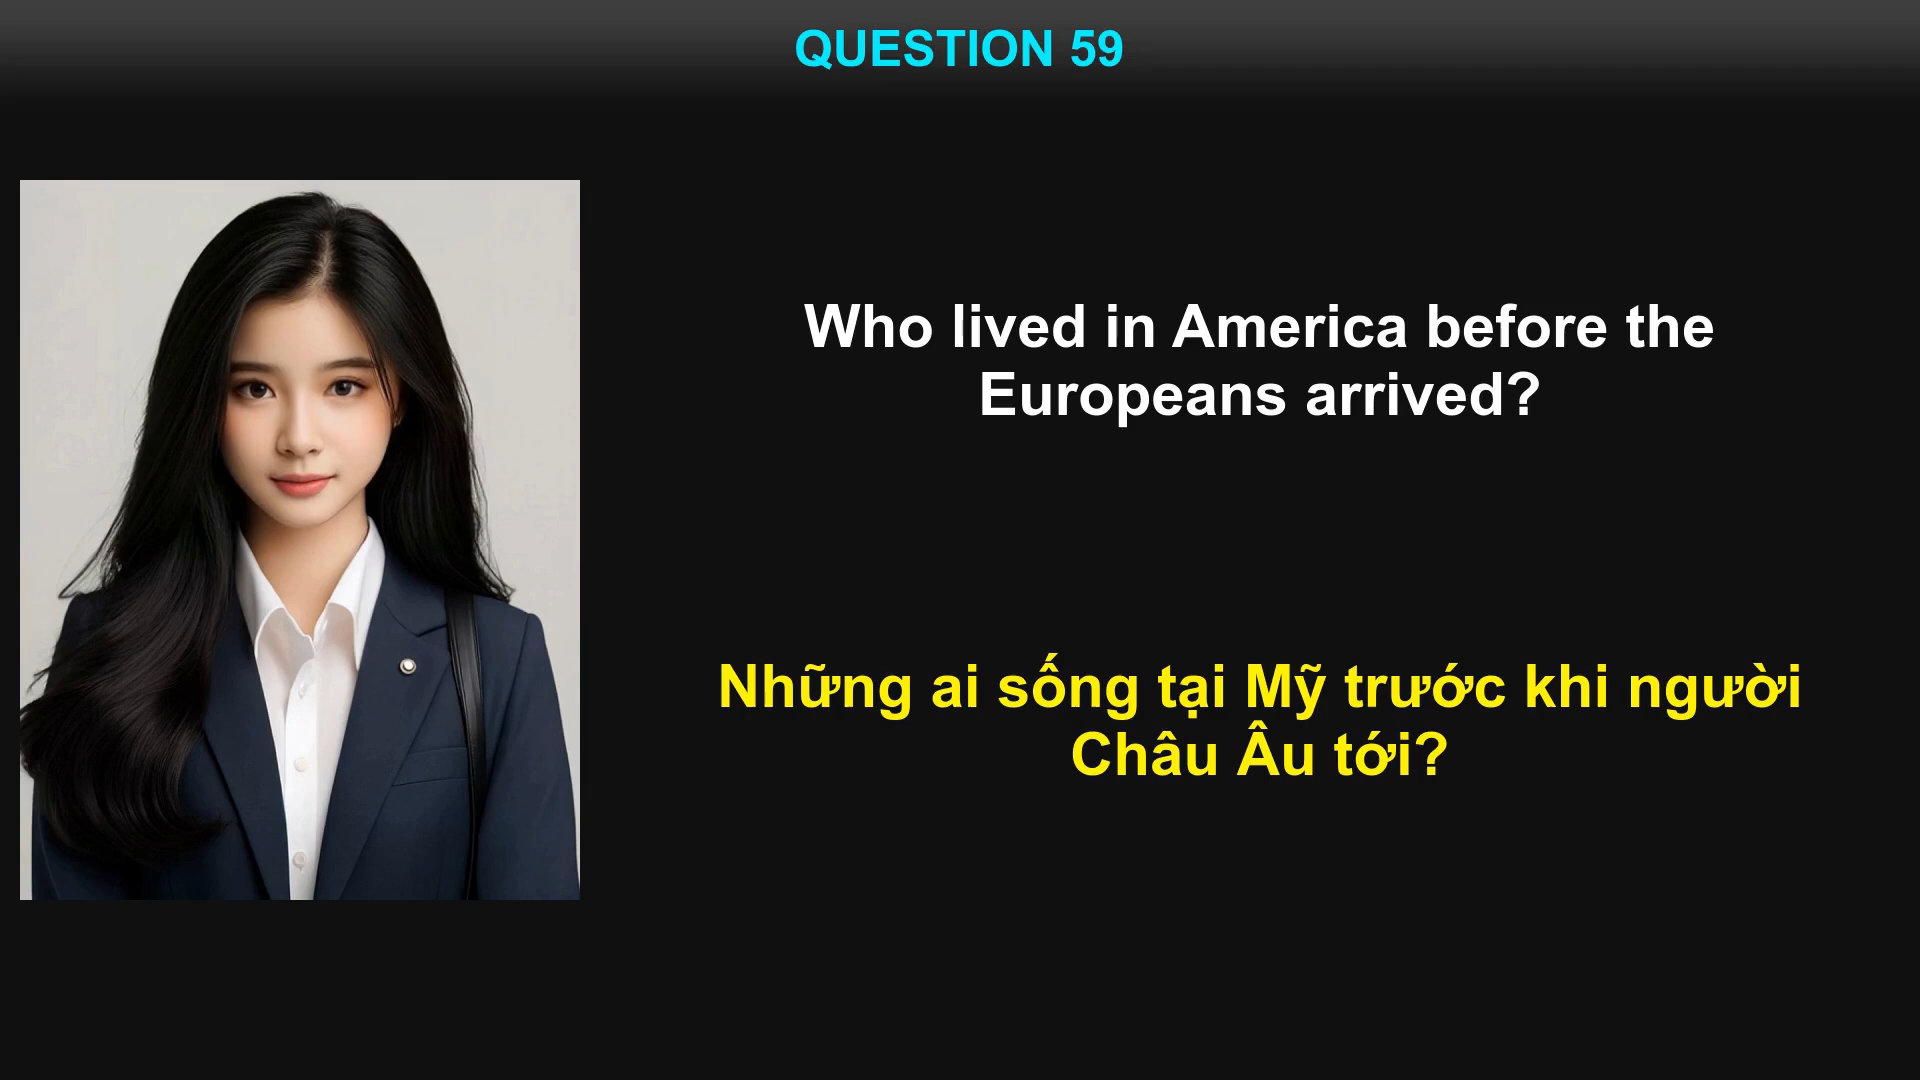 QUESTION 59
Who lived in America before the
Europeans arrived?
Những ai sống tại Mỹ trước khi người
Châu Âu tới?